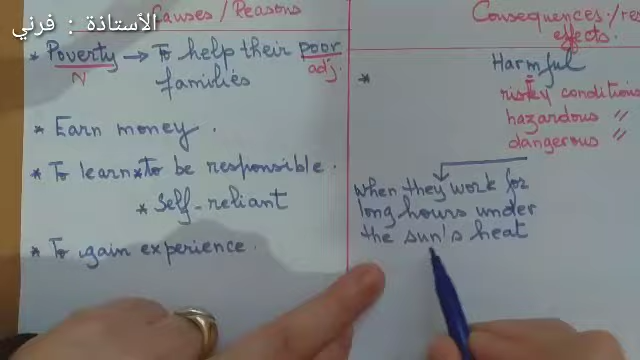 الأستاذة : فرني
Causes / Reasons
* Poverty → To help their poor
N
adj.
families
* Earn money.
* To learn * to be responsible.
* Self-reliant
* To gain experience.
Consequences /
effects.
Harmful
*
risky conditions
hazardous "
dangerous "
when they work for
long hours under
the sun's heat